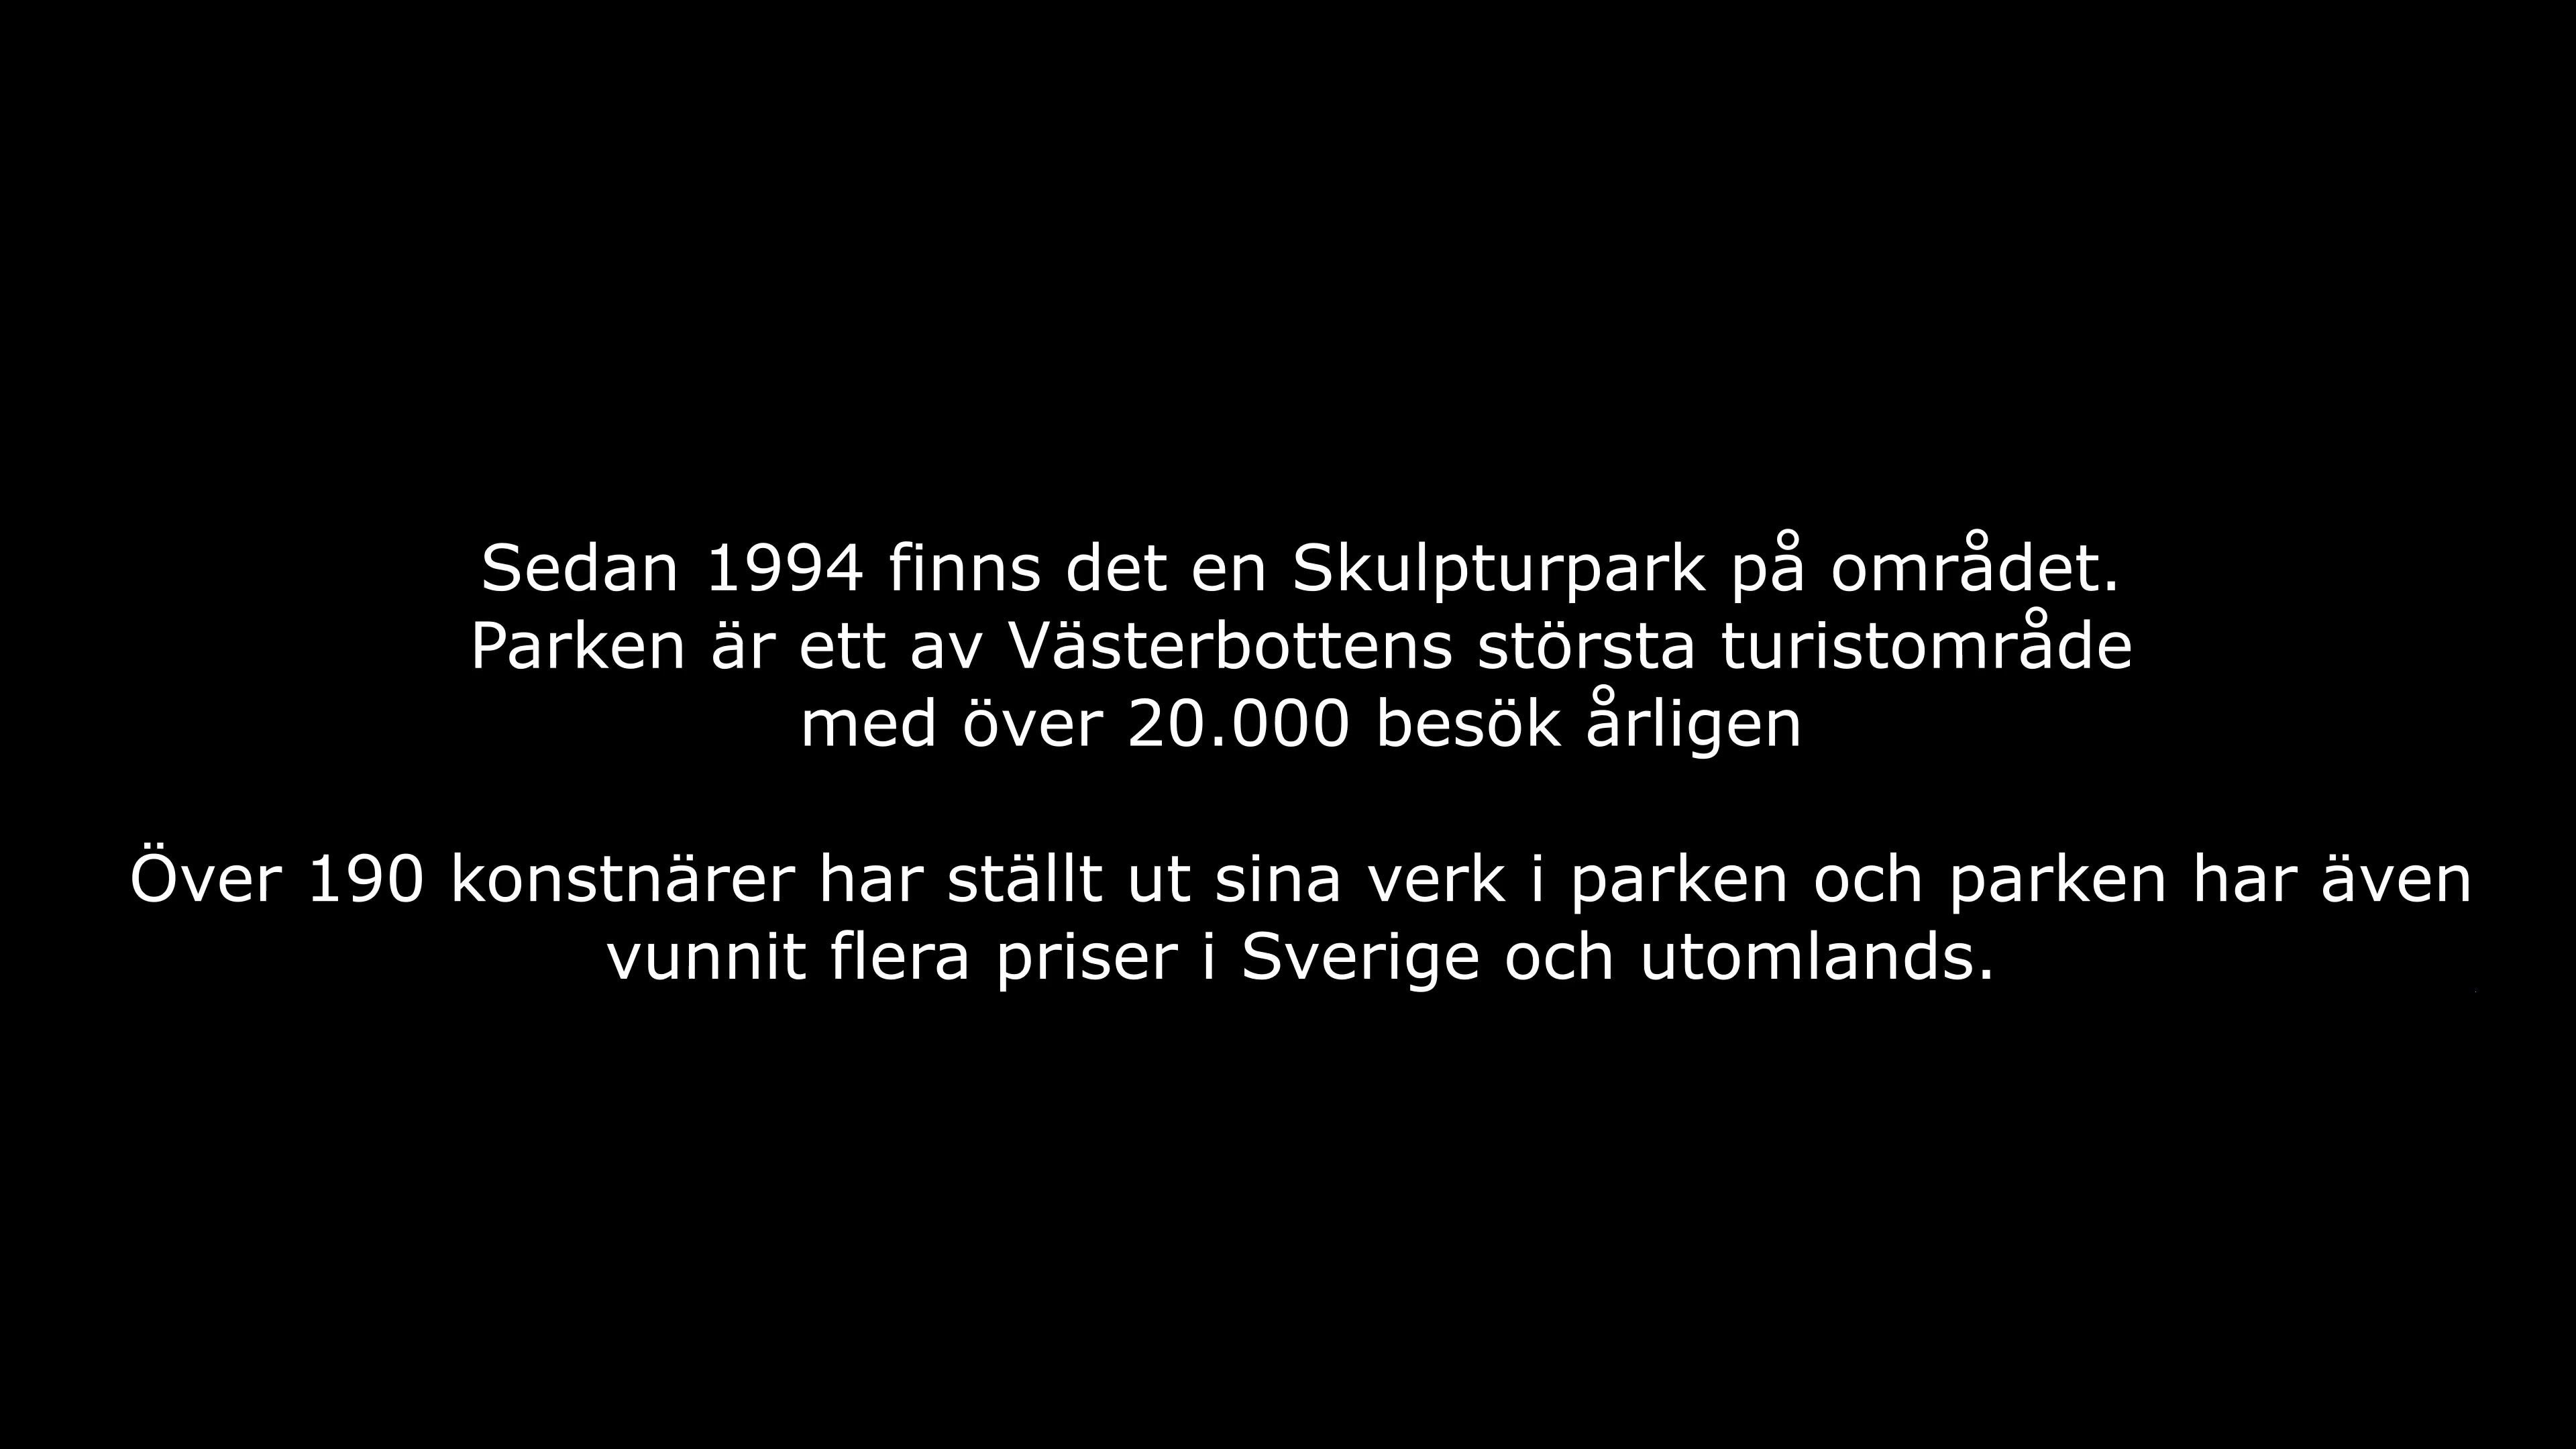 Sedan 1994 finns det en Skulpturpark på området.
Parken är ett av Västerbottens största turistområde
med över 20.000 besök årligen
Över 190 konstnärer har ställt ut sina verk i parken och parken har även
vunnit flera priser i Sverige och utomlands.